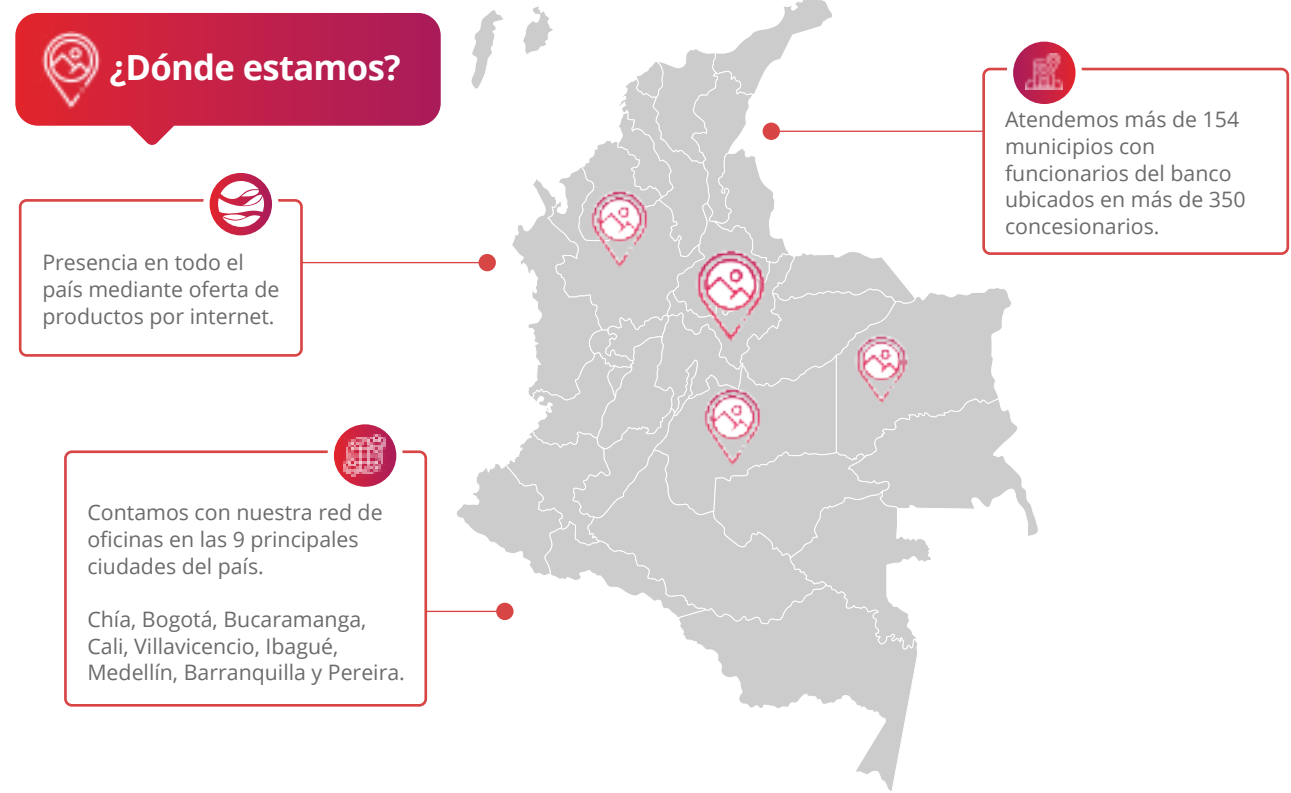 ¿Dónde estamos?
Atendemos más de 154
municipios con
funcionarios del banco
ubicados en más de 350
concesionarios.
Presencia en todo el
país mediante oferta de
productos por internet.
Contamos con nuestra red de
oficinas en las 9 principales
ciudades del país.
Chía, Bogotá, Bucaramanga,
Cali, Villavicencio, Ibagué,
Medellín, Barranquilla y Pereira.